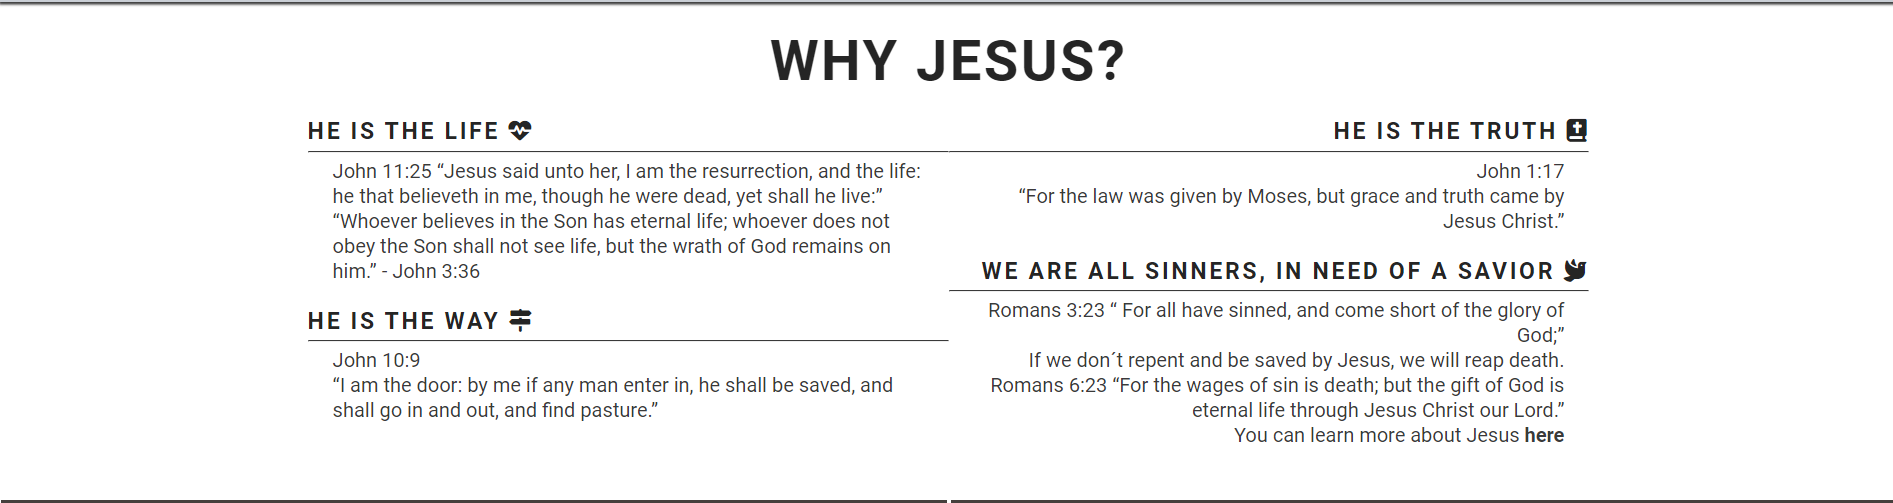 WHY JESUS?
HE IS THE LIFE
John 11:25 “Jesus said unto her, I am the resurrection, and the life:
he that believeth in me, though he were dead, yet shall he live:”
“Whoever believes in the Son has eternal life; whoever does not
obey the Son shall not see life, but the wrath of God remains on
him.” - John 3:36
HE IS THE WAY
John 10:9
“I am the door: by me if any man enter in, he shall be saved, and
shall go in and out, and find pasture.”
HE IS THE TRUTH
John 1:17
“For the law was given by Moses, but grace and truth came by
Jesus Christ.”
WE ARE ALL SINNERS, IN NEED OF A SAVIOR
Romans 3:23 “ For all have sinned, and come short of the glory of
God;”
If we don´t repent and be saved by Jesus, we will reap death.
Romans 6:23 “For the wages of sin is death; but the gift of God is
eternal life through Jesus Christ our Lord.”
You can learn more about Jesus here